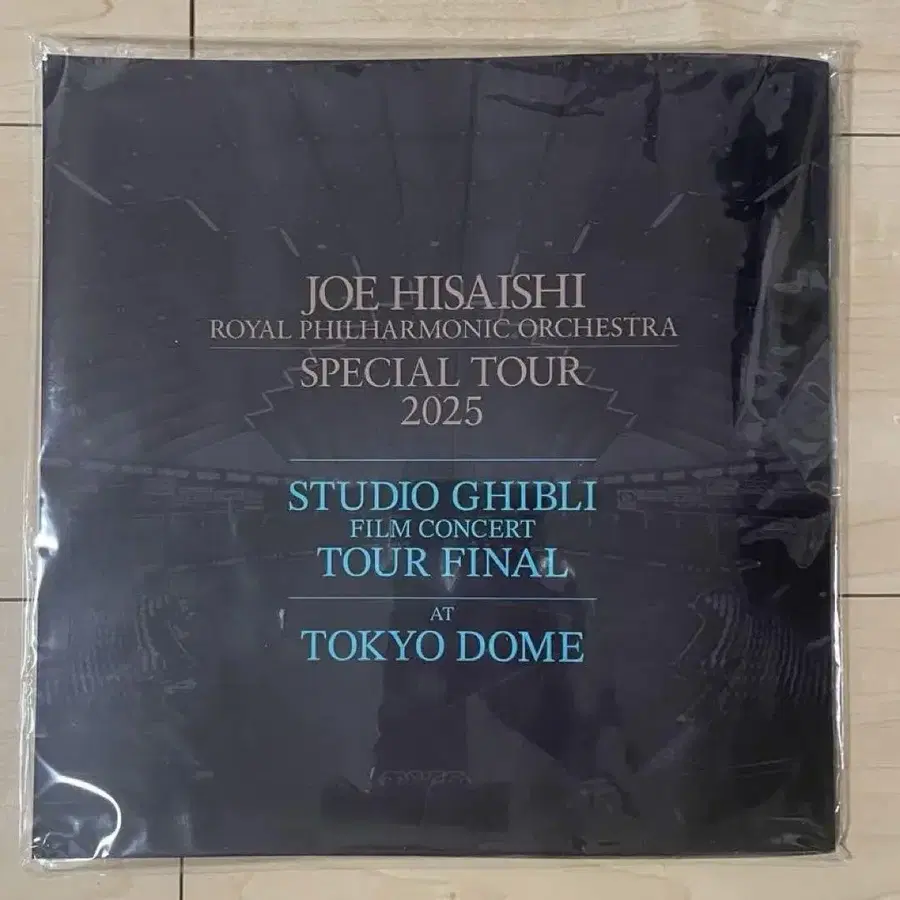 JOE HISAISHI
ROYAL PHILHARMONIC ORCHESTRA
SPECIAL TOUR
2025
STUDIO GHIBLI
FILM CONCERT
TOUR FINAL
AT
TOKYO DOME